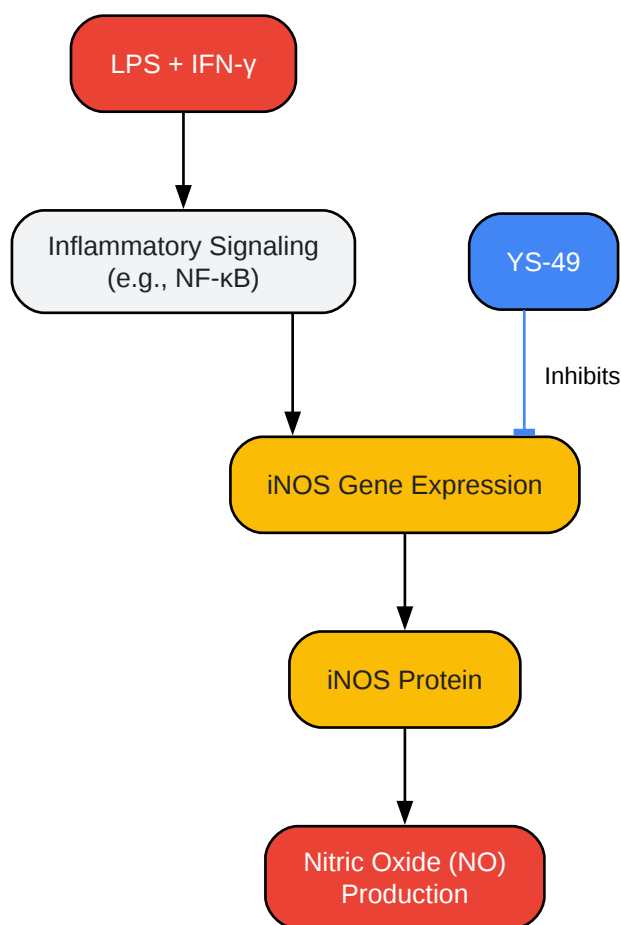 LPS + IFN-γ
Inflammatory Signaling
(e.g., NF-κB)
YS-49
Inhibits
iNOS Gene Expression
iNOS Protein
Nitric Oxide (NO)
Production